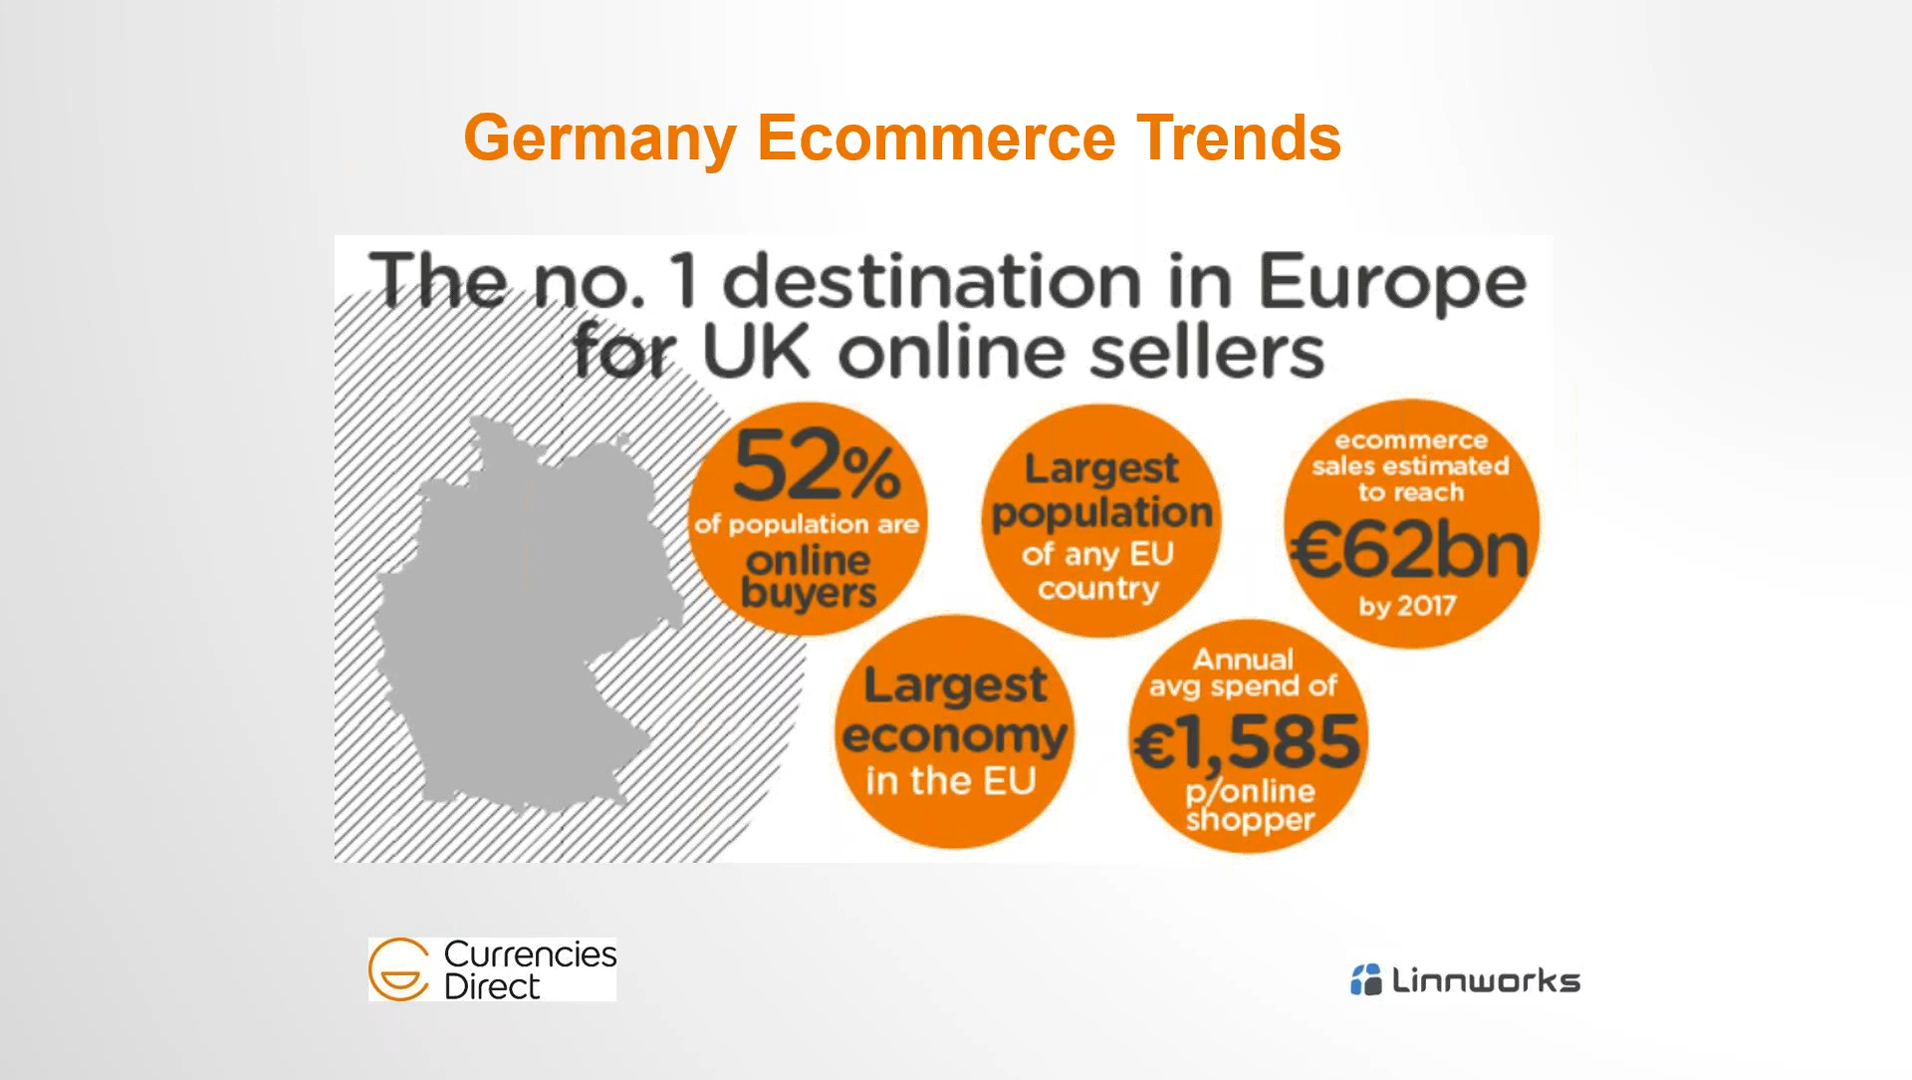 Germany Ecommerce Trends
The no. 1 destination in Europe
for UK online sellers
52%
of population are
online
buyers
Largest
population
of any EU
country
ecommerce
sales estimated
to reach
€62bn
by 2017
Largest
economy
in the EU
Annual
avg spend of
€1,585
p/online
shopper
Currencies
Direct
Linnworks